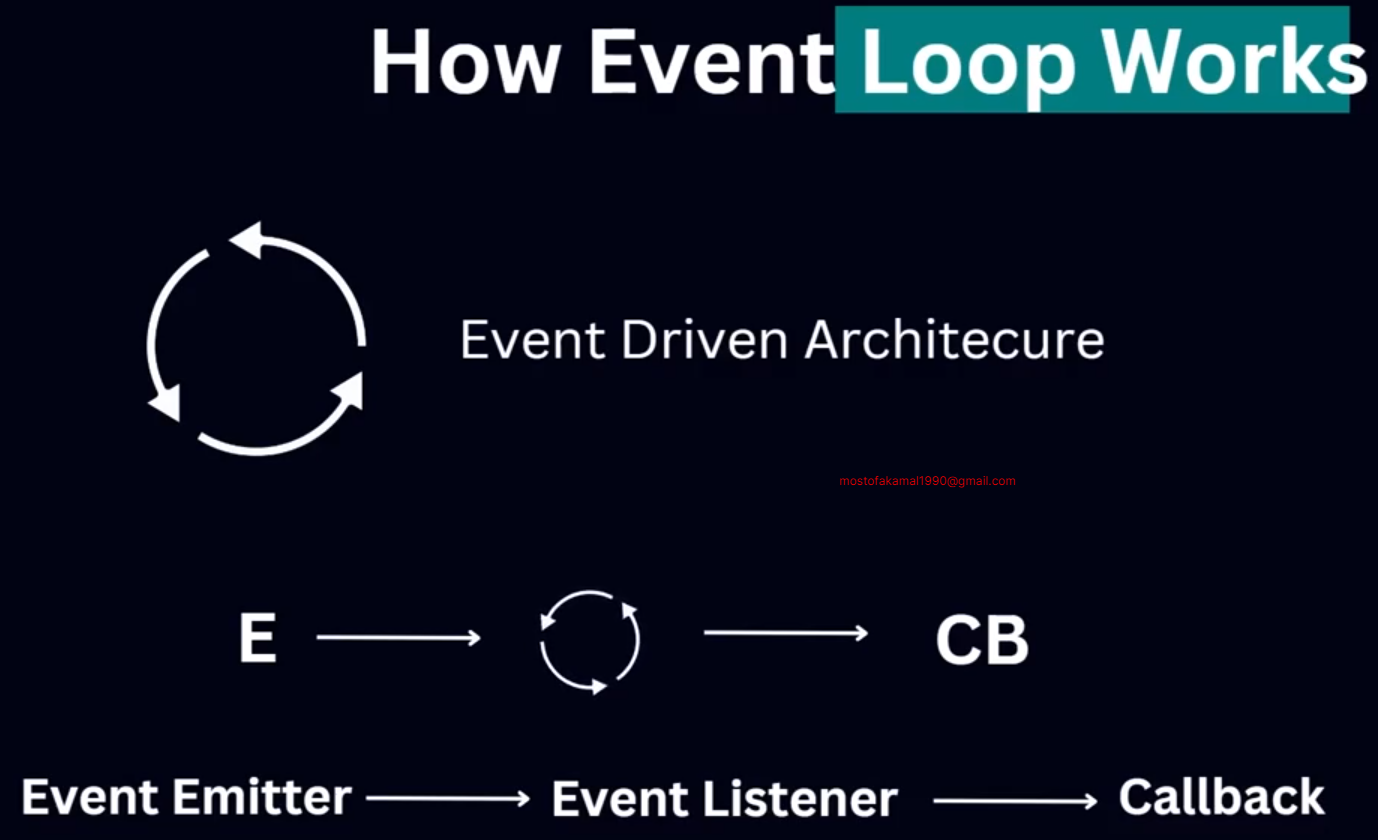 How Event Loop Works
Event Driven Architecure
mostofakamal1990@gmail.com
E CB
Event Emitter Event Listener Callback